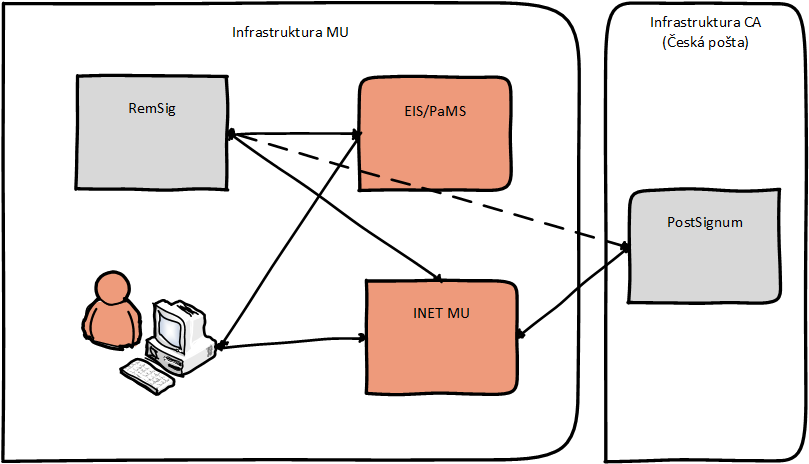 Infrastruktura MU
Infrastruktura CA
(Česká pošta)
RemSig
EIS/PaMS
PostSignum
INET MU